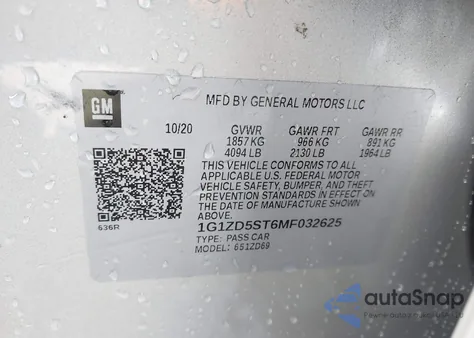 GM
MFD BY GENERAL MOTORS LLC
10/20 GVWR GAWR FRT GAWR RR
1857 KG 966 KG 891 KG
4094 LB 2130 LB 1964 LB
THIS VEHICLE CONFORMS TO ALL
APPLICABLE U.S. FEDERAL MOTOR
VEHICLE SAFETY, BUMPER, AND THEFT
PREVENTION STANDARDS IN EFFECT ON
THE DATE OF MANUFACTURE SHOWN
ABOVE.
636R
1G1ZD5ST6MF032625
TYPE: PASS CAR
MODEL: 6S1ZD69
autoSnap